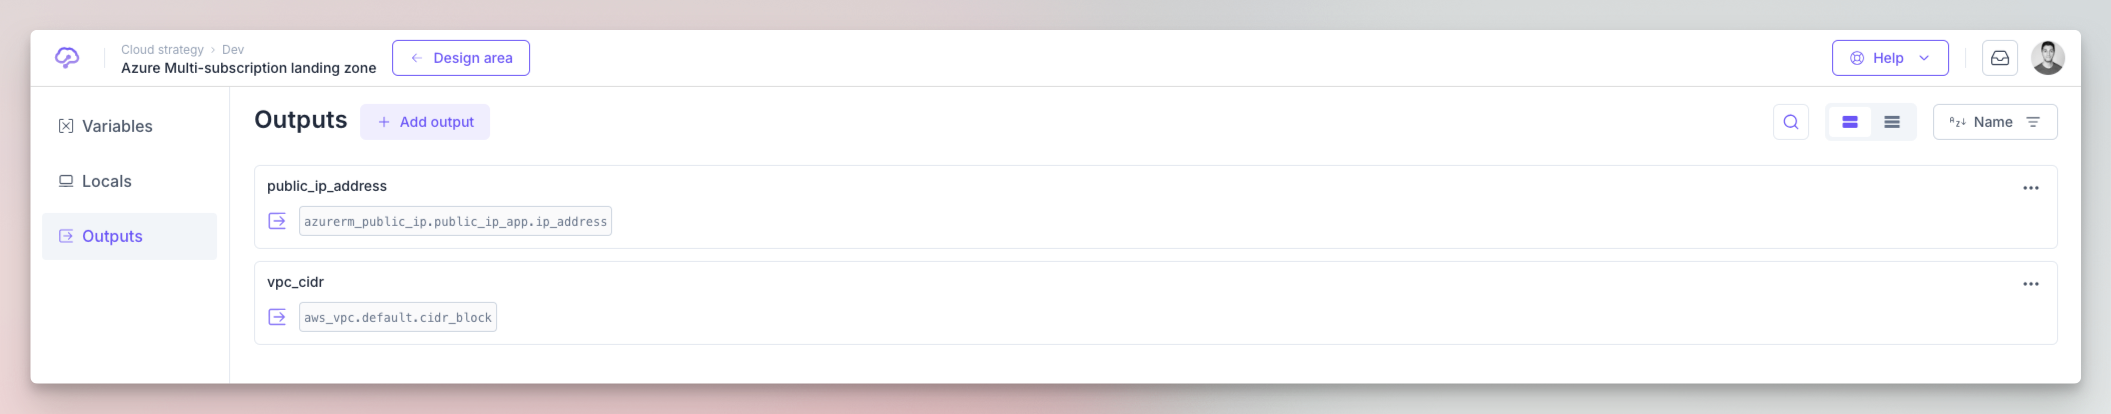 Cloud strategy › Dev
Azure Multi-subscription landing zone
← Design area
Help
Variables
Locals
Outputs
Outputs
+ Add output
Name
public_ip_address
azurerm_public_ip.public_ip_app.ip_address
vpc_cidr
aws_vpc.default.cidr_block